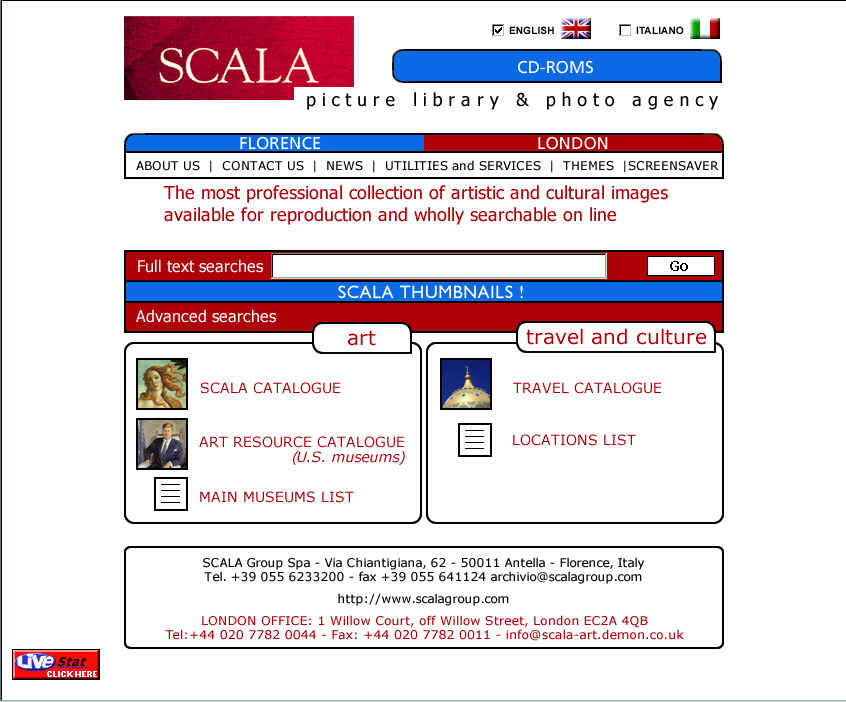 SCALA
ENGLISH
ITALIANO
CD-ROMS
picture library & photo agency
FLORENCE
LONDON
ABOUT US | CONTACT US | NEWS | UTILITIES and SERVICES | THEMES |SCREENSAVER
The most professional collection of artistic and cultural images
available for reproduction and wholly searchable on line
Full text searches
Go
SCALA THUMBNAILS !
Advanced searches
art
SCALA CATALOGUE
ART RESOURCE CATALOGUE
(U.S. museums)
MAIN MUSEUMS LIST
travel and culture
TRAVEL CATALOGUE
LOCATIONS LIST
SCALA Group Spa - Via Chiantigiana, 62 - 50011 Antella - Florence, Italy
Tel. +39 055 6233200 - fax +39 055 641124 archivio@scalagroup.com
http://www.scalagroup.com
LONDON OFFICE: 1 Willow Court, off Willow Street, London EC2A 4QB
Tel:+44 020 7782 0044 - Fax: +44 020 7782 0011 - info@scala-art.demon.co.uk
LIVE Stat
CLICK HERE